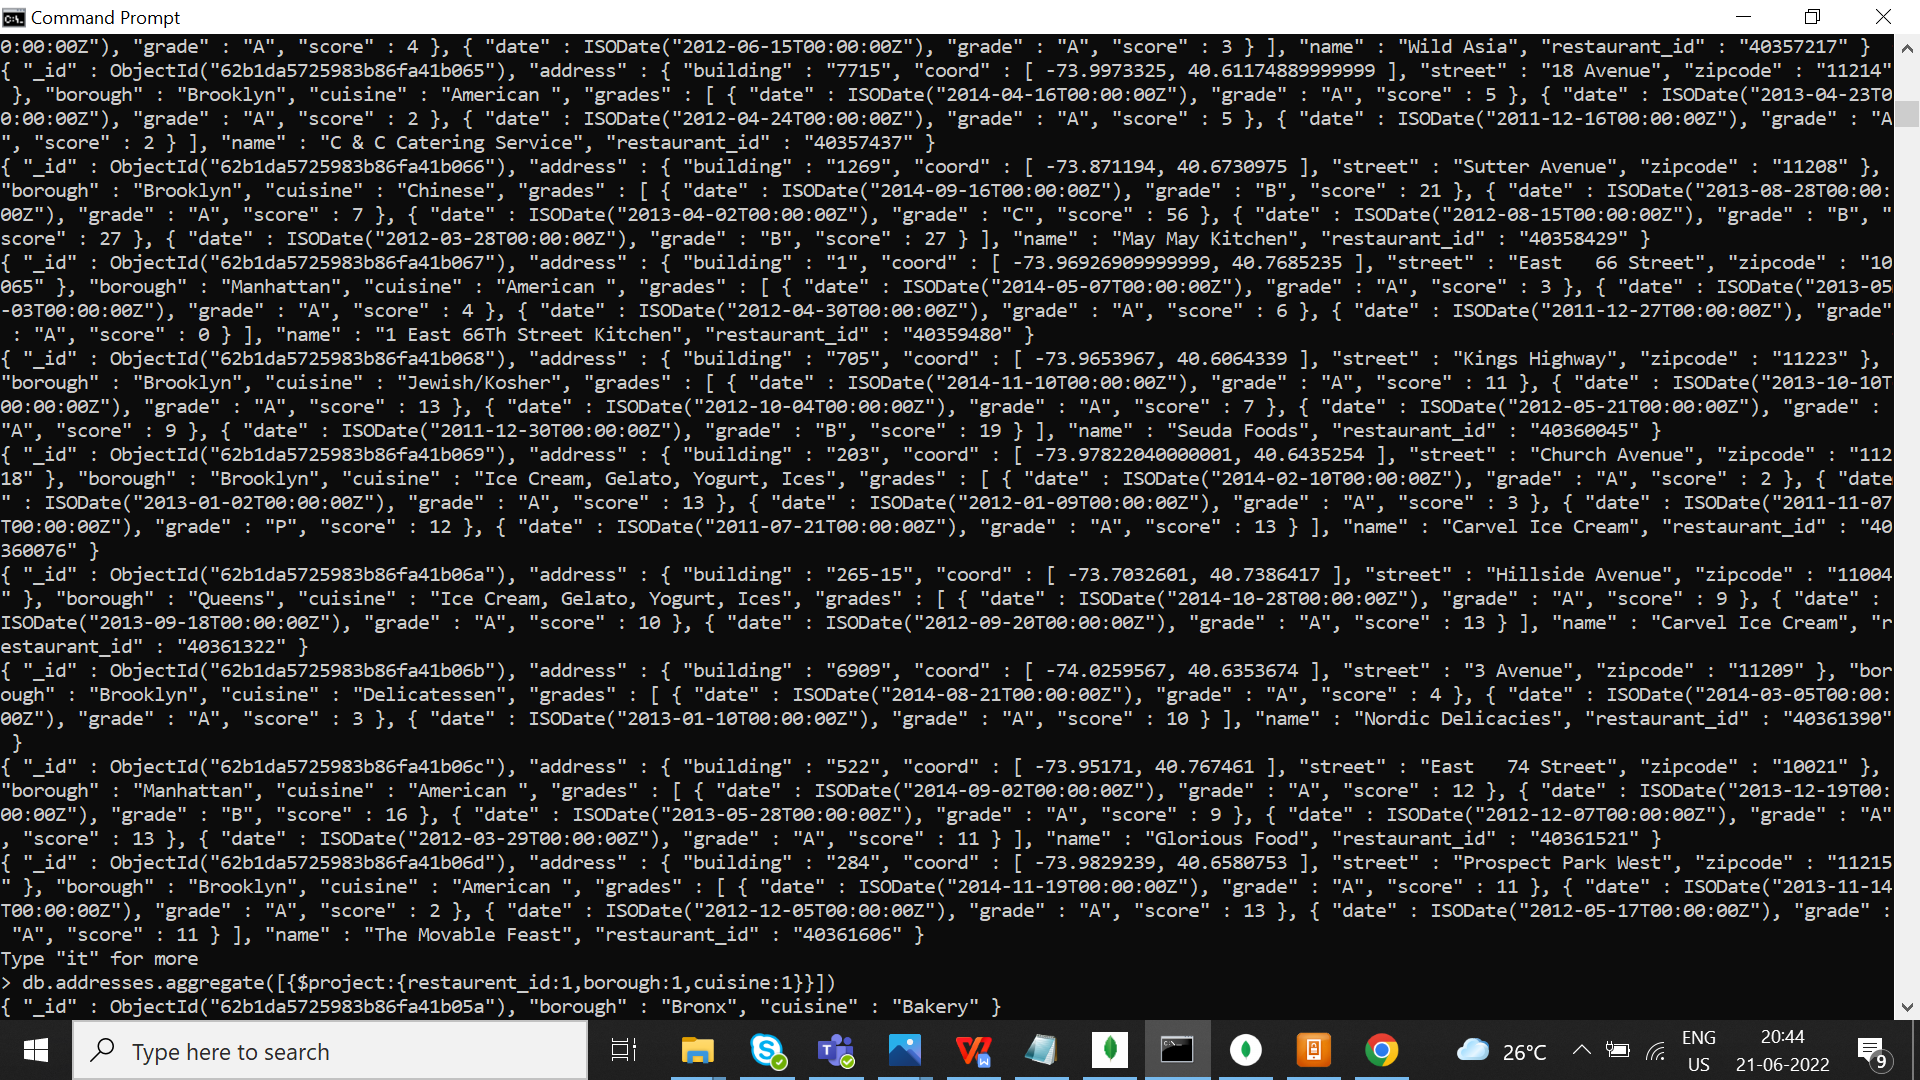 Command Prompt
0:00:00Z"), "grade" : "A", "score" : 4 }, { "date" : ISODate("2012-06-15T00:00:00Z"), "grade" : "A", "score" : 3 } ], "name" : "Wild Asia", "restaurant_id" : "40357217" }
{ "_id" : ObjectId("62b1da5725983b86fa41b065"), "address" : { "building" : "7715", "coord" : [ -73.9973325, 40.61174889999999 ], "street" : "18 Avenue", "zipcode" : "11214"
 }, "borough" : "Brooklyn", "cuisine" : "American ", "grades" : [ { "date" : ISODate("2014-04-16T00:00:00Z"), "grade" : "A", "score" : 5 }, { "date" : ISODate("2013-04-23T0
0:00:00Z"), "grade" : "A", "score" : 2 }, { "date" : ISODate("2012-04-24T00:00:00Z"), "grade" : "A", "score" : 5 }, { "date" : ISODate("2011-12-16T00:00:00Z"), "grade" : "A
", "score" : 2 } ], "name" : "C & C Catering Service", "restaurant_id" : "40357437" }
{ "_id" : ObjectId("62b1da5725983b86fa41b066"), "address" : { "building" : "1269", "coord" : [ -73.871194, 40.6730975 ], "street" : "Sutter Avenue", "zipcode" : "11208" },
"borough" : "Brooklyn", "cuisine" : "Chinese", "grades" : [ { "date" : ISODate("2014-09-16T00:00:00Z"), "grade" : "B", "score" : 21 }, { "date" : ISODate("2013-08-28T00:00:
00Z"), "grade" : "A", "score" : 7 }, { "date" : ISODate("2013-04-02T00:00:00Z"), "grade" : "C", "score" : 56 }, { "date" : ISODate("2012-08-15T00:00:00Z"), "grade" : "B", "
score" : 27 }, { "date" : ISODate("2012-03-28T00:00:00Z"), "grade" : "B", "score" : 27 } ], "name" : "May May Kitchen", "restaurant_id" : "40358429" }
{ "_id" : ObjectId("62b1da5725983b86fa41b067"), "address" : { "building" : "1", "coord" : [ -73.96926909999999, 40.7685235 ], "street" : "East   66 Street", "zipcode" : "10
065" }, "borough" : "Manhattan", "cuisine" : "American ", "grades" : [ { "date" : ISODate("2014-05-07T00:00:00Z"), "grade" : "A", "score" : 3 }, { "date" : ISODate("2013-05
-03T00:00:00Z"), "grade" : "A", "score" : 4 }, { "date" : ISODate("2012-04-30T00:00:00Z"), "grade" : "A", "score" : 6 }, { "date" : ISODate("2011-12-27T00:00:00Z"), "grade"
 : "A", "score" : 0 } ], "name" : "1 East 66Th Street Kitchen", "restaurant_id" : "40359480" }
{ "_id" : ObjectId("62b1da5725983b86fa41b068"), "address" : { "building" : "705", "coord" : [ -73.9653967, 40.6064339 ], "street" : "Kings Highway", "zipcode" : "11223" },
"borough" : "Brooklyn", "cuisine" : "Jewish/Kosher", "grades" : [ { "date" : ISODate("2014-11-10T00:00:00Z"), "grade" : "A", "score" : 11 }, { "date" : ISODate("2013-10-10T
00:00:00Z"), "grade" : "A", "score" : 13 }, { "date" : ISODate("2012-10-04T00:00:00Z"), "grade" : "A", "score" : 7 }, { "date" : ISODate("2012-05-21T00:00:00Z"), "grade" :
"A", "score" : 9 }, { "date" : ISODate("2011-12-30T00:00:00Z"), "grade" : "B", "score" : 19 } ], "name" : "Seuda Foods", "restaurant_id" : "40360045" }
{ "_id" : ObjectId("62b1da5725983b86fa41b069"), "address" : { "building" : "203", "coord" : [ -73.97822040000001, 40.6435254 ], "street" : "Church Avenue", "zipcode" : "112
18" }, "borough" : "Brooklyn", "cuisine" : "Ice Cream, Gelato, Yogurt, Ices", "grades" : [ { "date" : ISODate("2014-02-10T00:00:00Z"), "grade" : "A", "score" : 2 }, { "date
" : ISODate("2013-01-02T00:00:00Z"), "grade" : "A", "score" : 13 }, { "date" : ISODate("2012-01-09T00:00:00Z"), "grade" : "A", "score" : 3 }, { "date" : ISODate("2011-11-07
T00:00:00Z"), "grade" : "P", "score" : 12 }, { "date" : ISODate("2011-07-21T00:00:00Z"), "grade" : "A", "score" : 13 } ], "name" : "Carvel Ice Cream", "restaurant_id" : "40
360076" }
{ "_id" : ObjectId("62b1da5725983b86fa41b06a"), "address" : { "building" : "265-15", "coord" : [ -73.7032601, 40.7386417 ], "street" : "Hillside Avenue", "zipcode" : "11004
" }, "borough" : "Queens", "cuisine" : "Ice Cream, Gelato, Yogurt, Ices", "grades" : [ { "date" : ISODate("2014-10-28T00:00:00Z"), "grade" : "A", "score" : 9 }, { "date" :
ISODate("2013-09-18T00:00:00Z"), "grade" : "A", "score" : 10 }, { "date" : ISODate("2012-09-20T00:00:00Z"), "grade" : "A", "score" : 13 } ], "name" : "Carvel Ice Cream", "r
estaurant_id" : "40361322" }
{ "_id" : ObjectId("62b1da5725983b86fa41b06b"), "address" : { "building" : "6909", "coord" : [ -74.0259567, 40.6353674 ], "street" : "3 Avenue", "zipcode" : "11209" }, "bor
ough" : "Brooklyn", "cuisine" : "Delicatessen", "grades" : [ { "date" : ISODate("2014-08-21T00:00:00Z"), "grade" : "A", "score" : 4 }, { "date" : ISODate("2014-03-05T00:00:
00Z"), "grade" : "A", "score" : 3 }, { "date" : ISODate("2013-01-10T00:00:00Z"), "grade" : "A", "score" : 10 } ], "name" : "Nordic Delicacies", "restaurant_id" : "40361390"
 }
{ "_id" : ObjectId("62b1da5725983b86fa41b06c"), "address" : { "building" : "522", "coord" : [ -73.95171, 40.767461 ], "street" : "East   74 Street", "zipcode" : "10021" },
"borough" : "Manhattan", "cuisine" : "American ", "grades" : [ { "date" : ISODate("2014-09-02T00:00:00Z"), "grade" : "A", "score" : 12 }, { "date" : ISODate("2013-12-19T00:
00:00Z"), "grade" : "B", "score" : 16 }, { "date" : ISODate("2013-05-28T00:00:00Z"), "grade" : "A", "score" : 9 }, { "date" : ISODate("2012-12-07T00:00:00Z"), "grade" : "A"
, "score" : 13 }, { "date" : ISODate("2012-03-29T00:00:00Z"), "grade" : "A", "score" : 11 } ], "name" : "Glorious Food", "restaurant_id" : "40361521" }
{ "_id" : ObjectId("62b1da5725983b86fa41b06d"), "address" : { "building" : "284", "coord" : [ -73.9829239, 40.6580753 ], "street" : "Prospect Park West", "zipcode" : "11215
" }, "borough" : "Brooklyn", "cuisine" : "American ", "grades" : [ { "date" : ISODate("2014-11-19T00:00:00Z"), "grade" : "A", "score" : 11 }, { "date" : ISODate("2013-11-14
T00:00:00Z"), "grade" : "A", "score" : 2 }, { "date" : ISODate("2012-12-05T00:00:00Z"), "grade" : "A", "score" : 13 }, { "date" : ISODate("2012-05-17T00:00:00Z"), "grade" :
 "A", "score" : 11 } ], "name" : "The Movable Feast", "restaurant_id" : "40361606" }
Type "it" for more
> db.addresses.aggregate([{$project:{restaurent_id:1,borough:1,cuisine:1}}])
{ "_id" : ObjectId("62b1da5725983b86fa41b05a"), "borough" : "Bronx", "cuisine" : "Bakery" }
Type here to search
26°C
ENG
US
20:44
21-06-2022
9